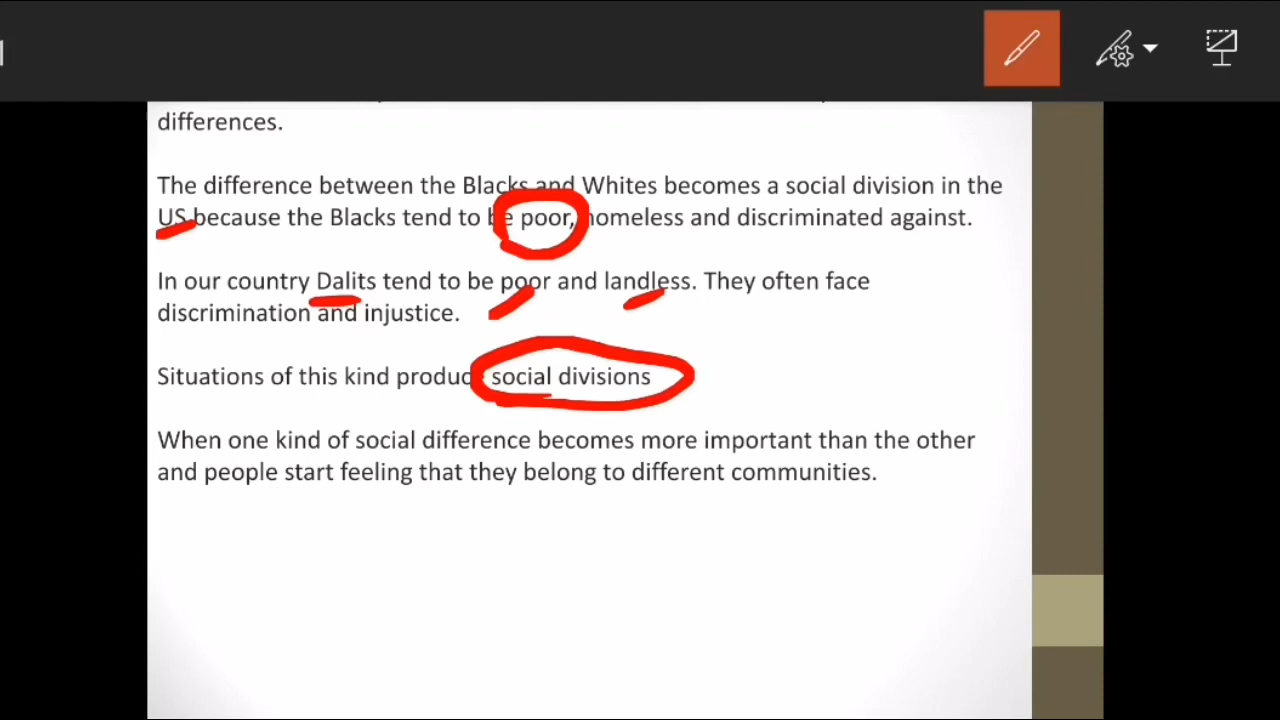 differences.
The difference between the Blacks and Whites becomes a social division in the
US because the Blacks tend to be poor, homeless and discriminated against.
In our country Dalits tend to be poor and landless. They often face
discrimination and injustice.
Situations of this kind produce social divisions
When one kind of social difference becomes more important than the other
and people start feeling that they belong to different communities.